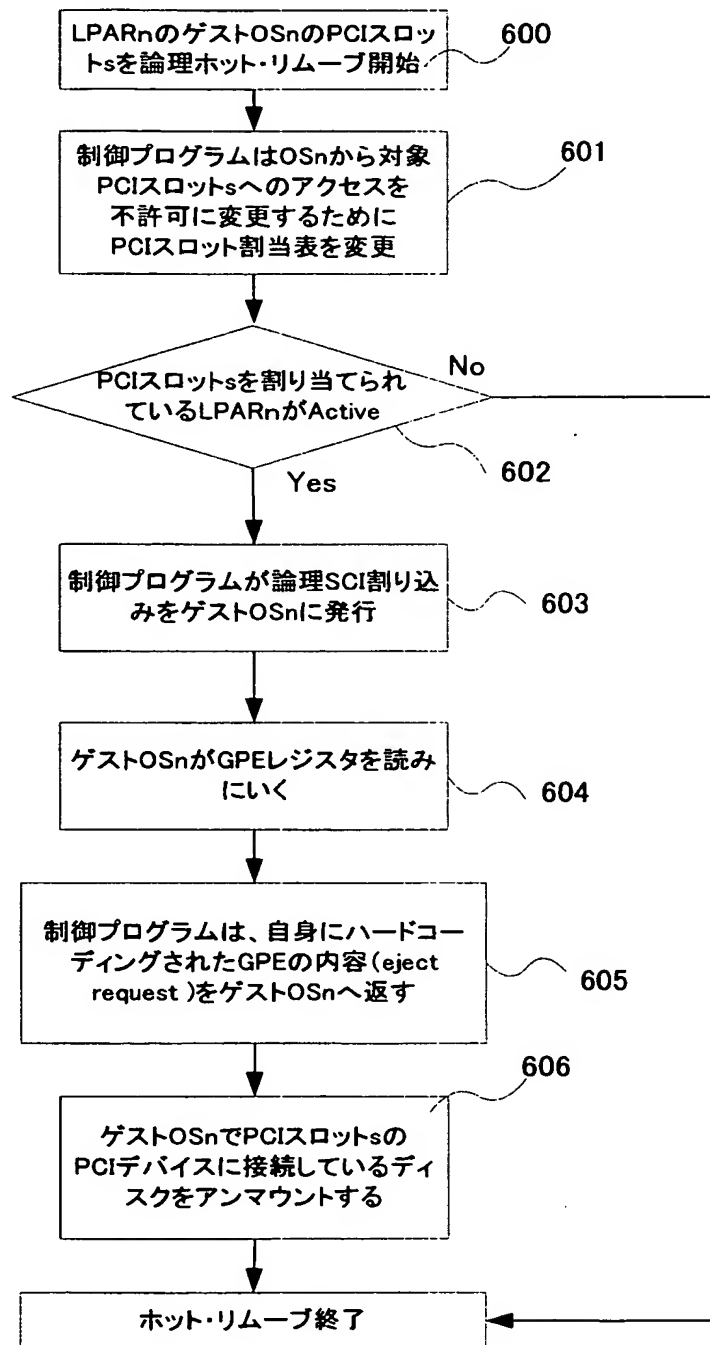 LPARnのゲストOSnのPCIスロッ
トsを論理ホット・リムーブ開始
600
制御プログラムはOSnから対象
PCIスロットsへのアクセスを
不許可に変更するために
PCIスロット割当表を変更
601
PCIスロットsを割り当てられ
ているLPARnがActive
No
602
Yes
制御プログラムが論理SCI割り込
みをゲストOSnに発行
603
ゲストOSnがGPEレジスタを読み
にいく
604
制御プログラムは、自身にハードコー
ディングされたGPEの内容(eject
request )をゲストOSnへ返す
605
606
ゲストOSnでPCIスロットsの
PCIデバイスに接続しているディ
スクをアンマウントする
ホット・リムーブ終了